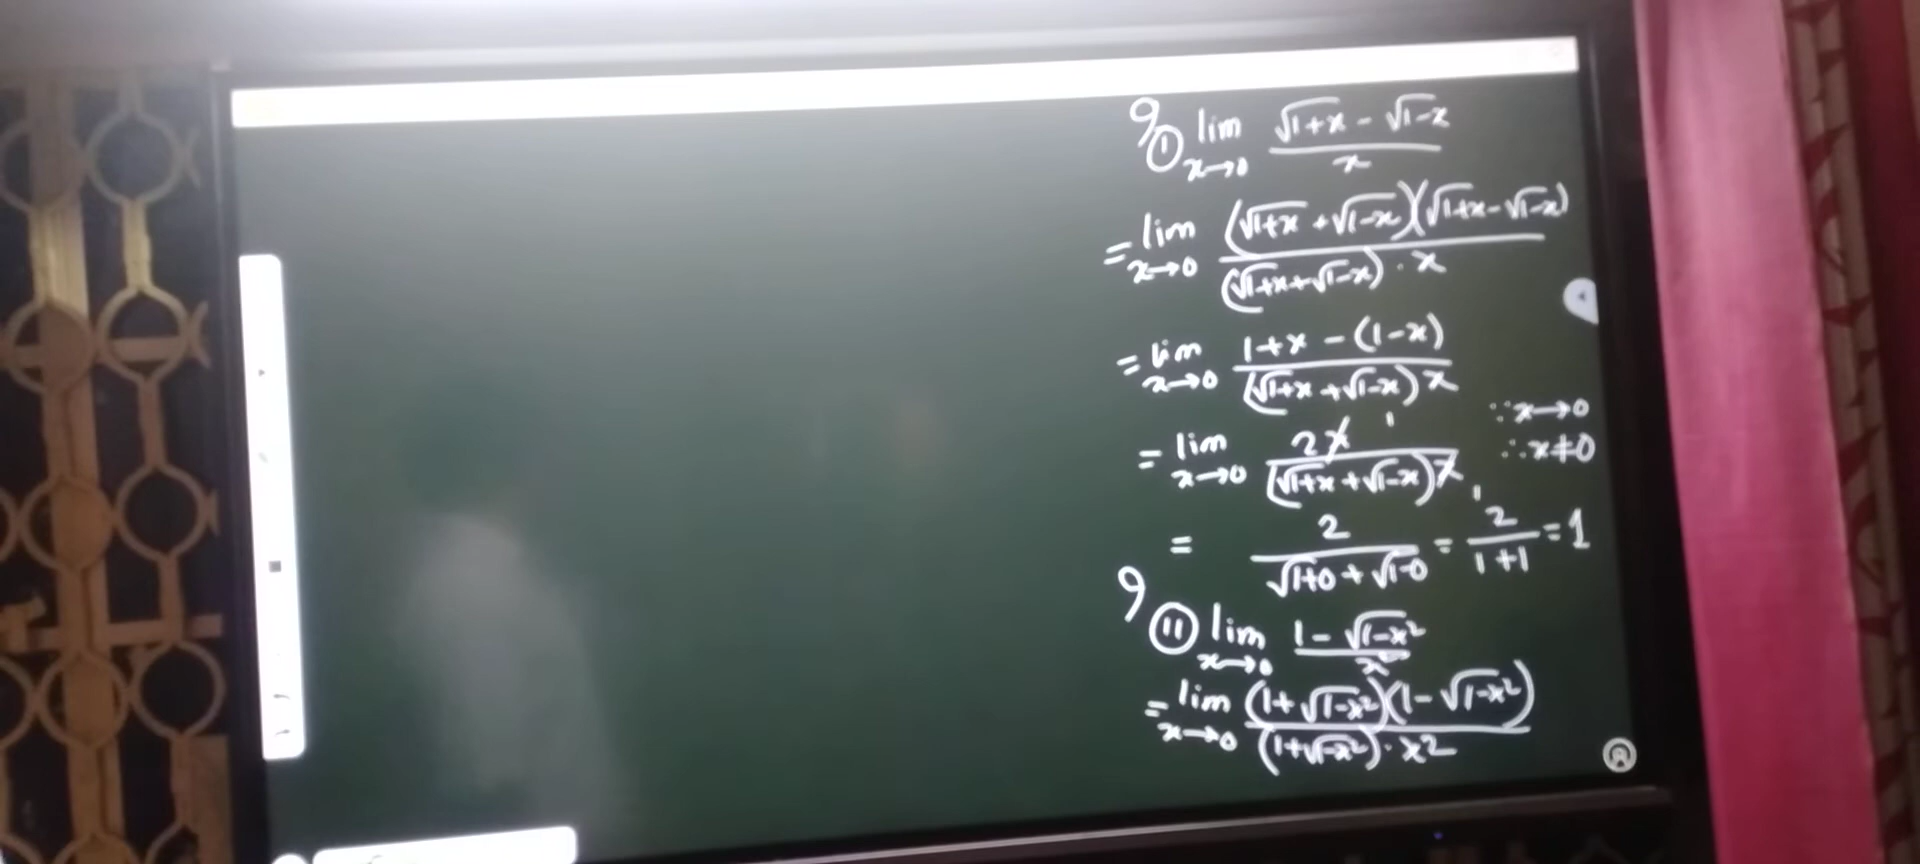 9 ① lim x→0 (√1+x − √1−x) / x
= lim x→0 (√1+x + √1−x)(√1+x − √1−x) / (√1+x + √1−x) · x
= lim x→0 1+x − (1−x) / (√1+x + √1−x) x
= lim x→0 2x / (√1+x + √1−x) x ∵ x→0 ∴ x≠0
= 2 / (√1+0 + √1−0) = 2 / (1+1) = 1
9 (11) lim x→0 (1 − √1−x²) / x²
= lim x→0 (1+√1−x²)(1−√1−x²) / (1+√1−x²) · x2